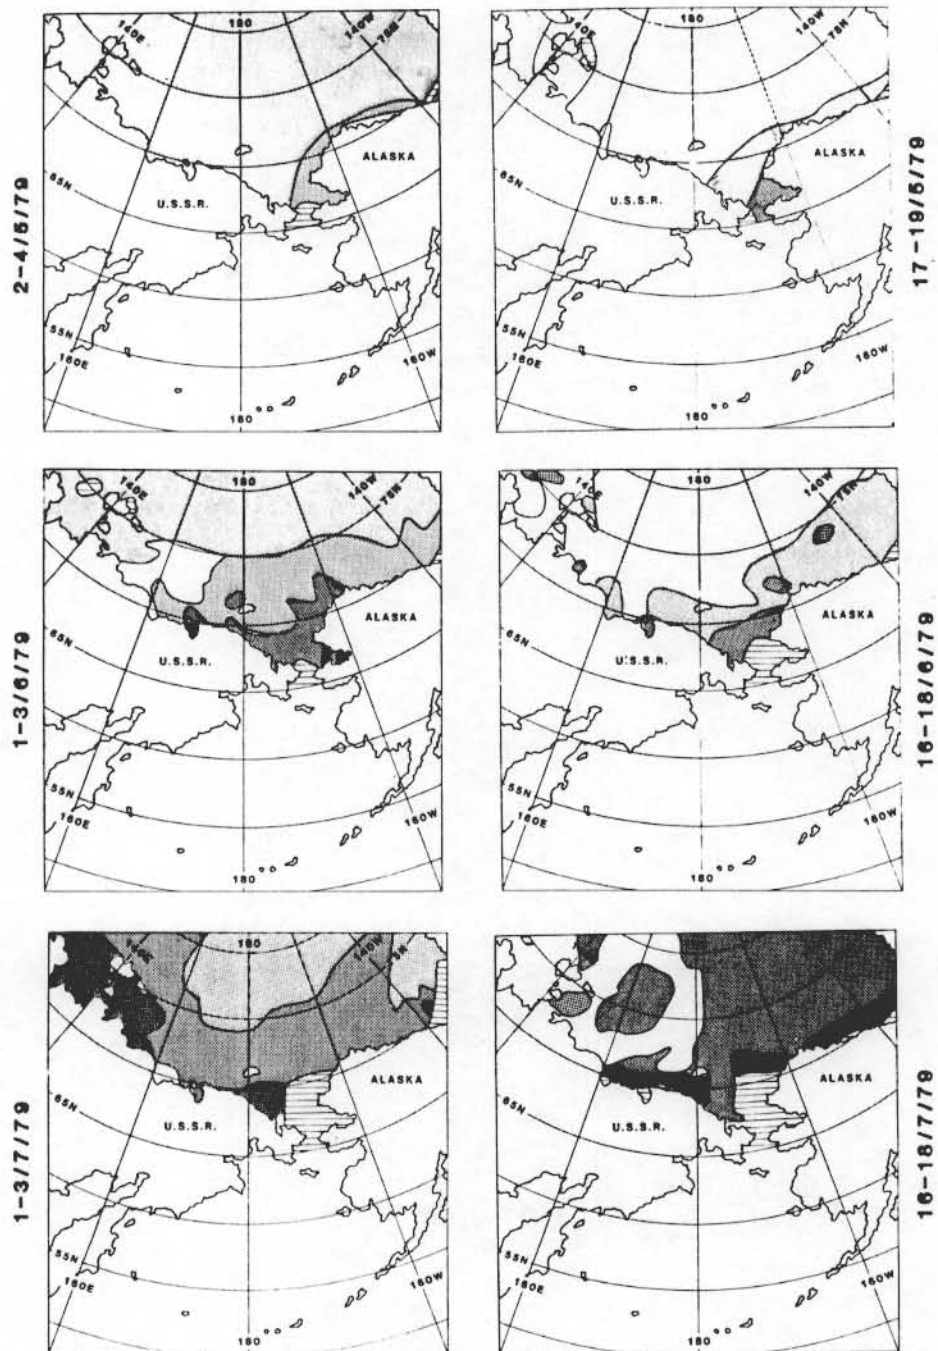 2-4/5/79
180
140E
140W
75N
ALASKA
65N
U.S.S.R.
55N
160E
160W
180
17-19/5/79
180
140E
140W
75N
ALASKA
65N
U.S.S.R.
55N
160E
160W
180
1-3/6/79
180
140E
140W
75N
ALASKA
65N
U.S.S.R.
55N
160E
160W
180
16-18/6/79
180
140E
140W
75N
ALASKA
65N
U.S.S.R.
55N
160E
160W
180
1-3/7/79
180
140E
140W
5N
ALASKA
65N
U.S.S.R.
55N
160E
160W
180
16-18/7/79
ALASKA
65N
U.S.S.R.
55N
160E
160W
180